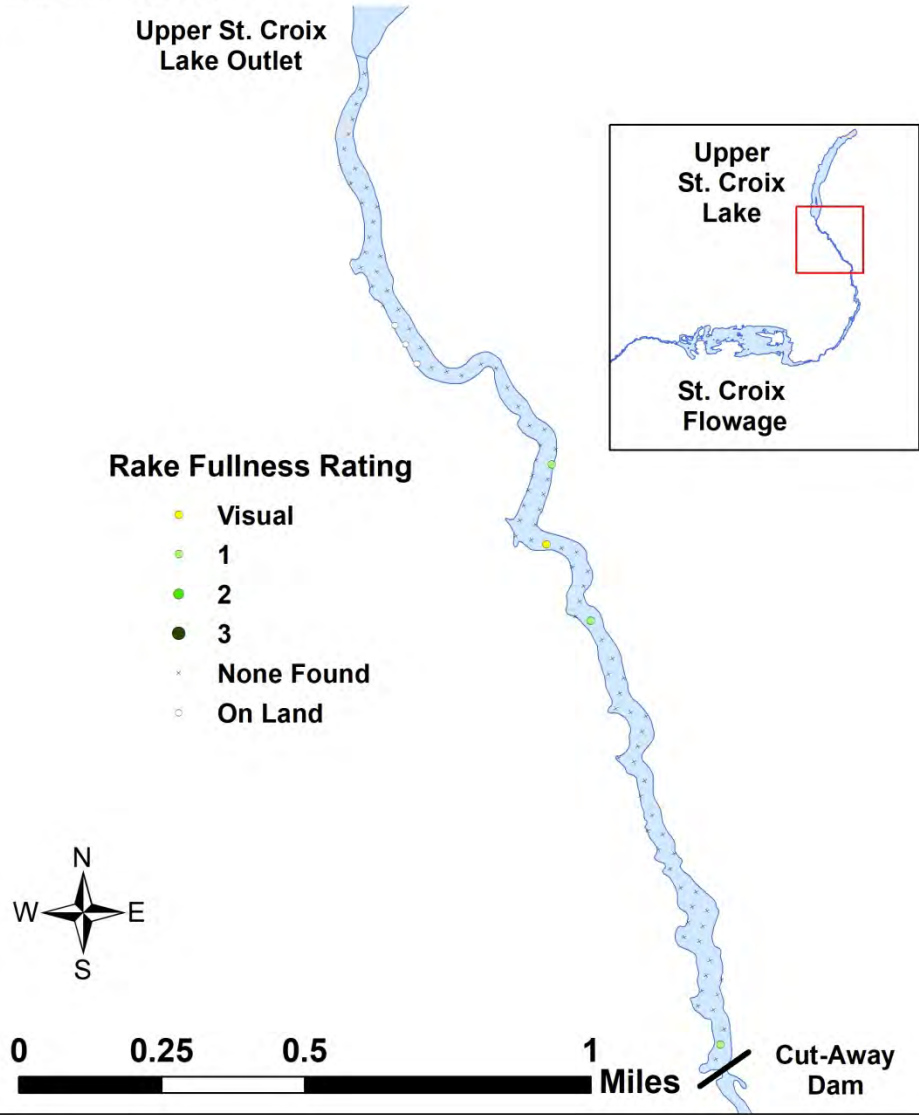 Upper St. Croix
Lake Outlet
Upper
St. Croix
Lake
St. Croix
Flowage
Rake Fullness Rating
Visual
1
2
3
None Found
On Land
N
W E
S
0 0.25 0.5 1
Miles
Cut-Away
Dam